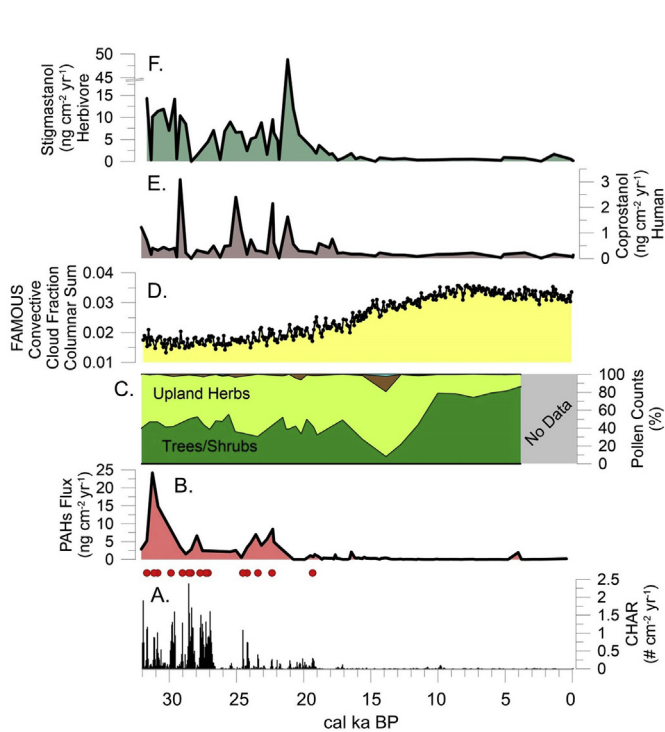 F.
Stigmastanol
(ng cm-2 yr-1)
Herbivore
50
45
15
10
5
0
E.
3
2
1
0
Coprostanol
(ng cm-2 yr-1)
Human
D.
FAMOUS
Convective
Cloud Fraction
Columnar Sum
0.04
0.03
0.02
0.01
C.
Upland Herbs
Trees/Shrubs
No Data
100
80
60
40
20
0
Pollen Counts
(%)
B.
PAHs Flux
(ng cm-2 yr-1)
25
20
15
10
5
0
A.
2.5
2
1.5
1
0.5
0
CHAR
(# cm-2 yr-1)
30
25
20
15
10
5
0
cal ka BP